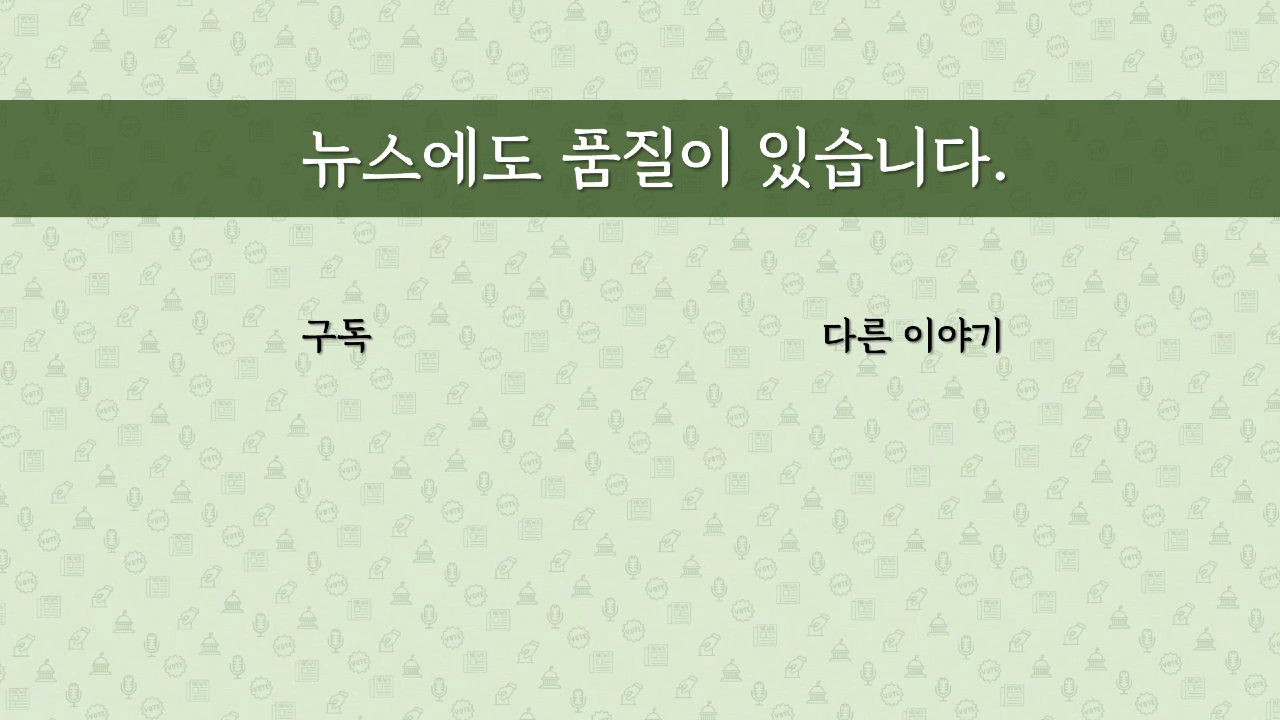 뉴스에도 품질이 있습니다.
구독
다른 이야기